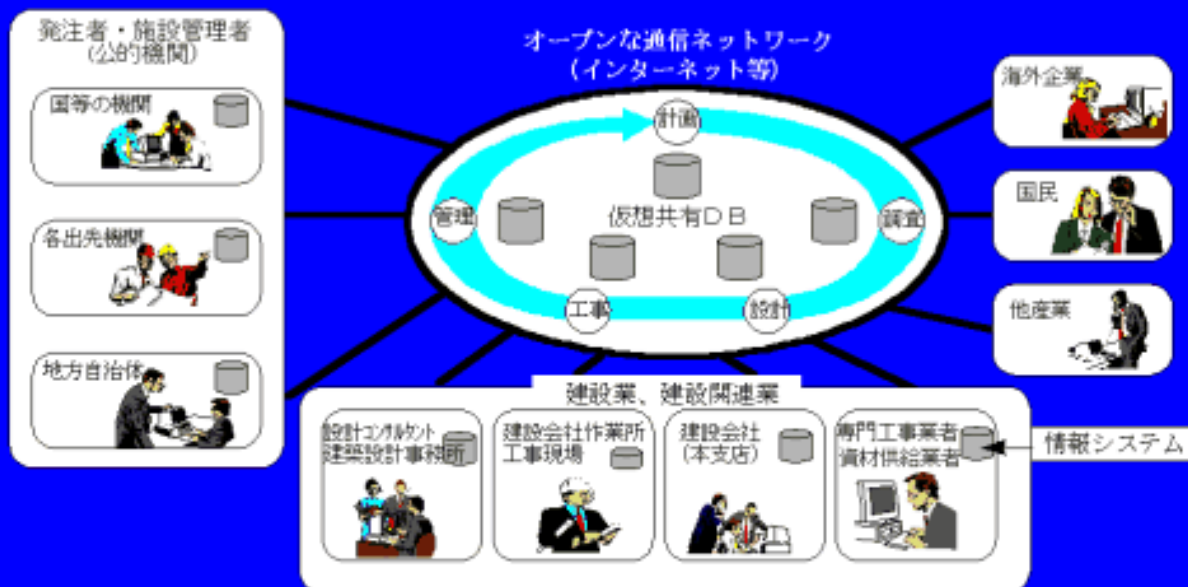 発注者・施設管理者
(公的機関)
国等の機関
各出先機関
地方自治体
オープンな通信ネットワーク
(インターネット等)
計画
管理
仮想共有DB
調査
工事
設計
海外企業
国民
他産業
建設業、建設関連業
設計コンサルタント
建築設計事務所
建設会社作業所
工事現場
建設会社
(本支店)
専門工事業者
資材供給業者
情報システム